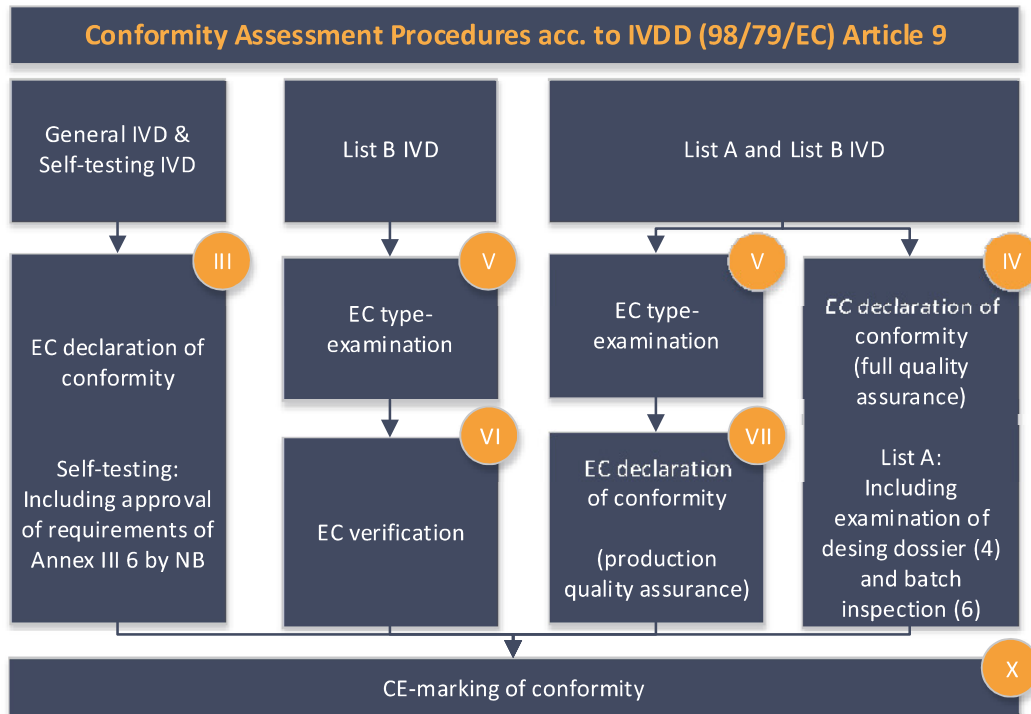 Conformity Assessment Procedures acc. to IVDD (98/79/EC) Article 9
General IVD &
Self-testing IVD
List B IVD
List A and List B IVD
III
EC declaration of
conformity
Self-testing:
Including approval
of requirements of
Annex III 6 by NB
V
EC type-
examination
VI
EC verification
V
EC type-
examination
VII
EC declaration
of conformity
(production
quality assurance)
IV
EC declaration of
conformity
(full quality
assurance)
List A:
Including
examination of
desing dossier (4)
and batch
inspection (6)
X
CE-marking of conformity